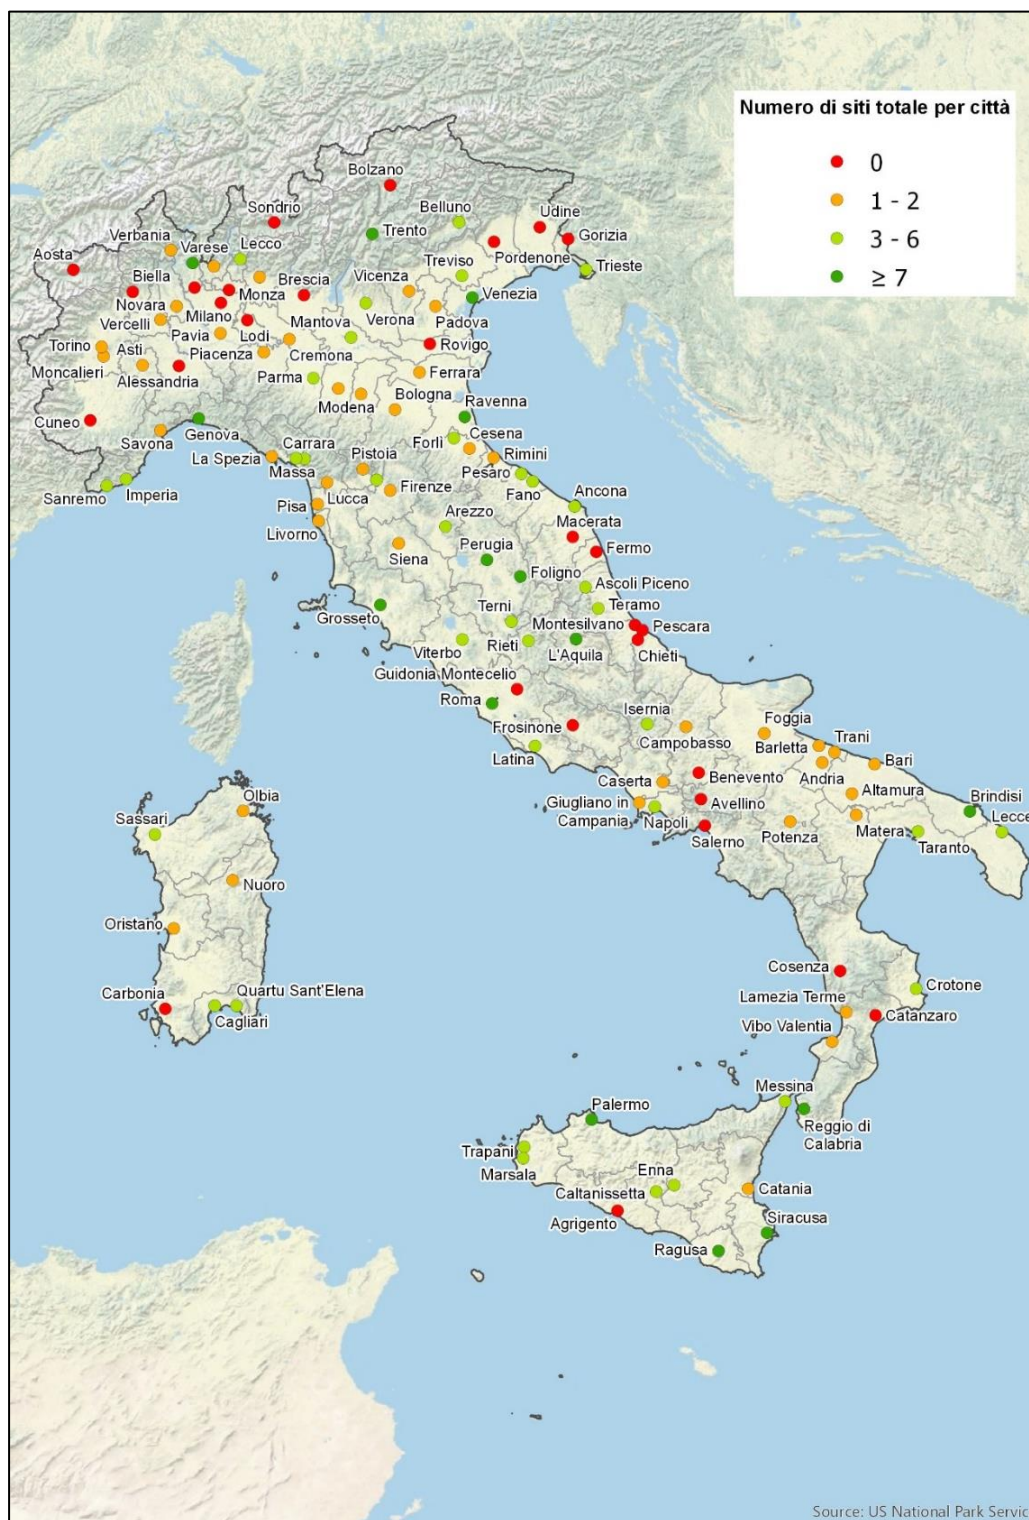 Numero di siti totale per città
0
1 - 2
3 - 6
≥ 7
Bolzano
Sondrio
Belluno
Udine
Verbania
Varese
Lecco
Trento
Gorizia
Aosta
Pordenone
Treviso
Trieste
Biella
Brescia
Vicenza
Monza
Venezia
Novara
Milano
Mantova
Verona
Padova
Vercelli
Pavia
Lodi
Rovigo
Torino
Asti
Piacenza
Cremona
Moncalieri
Alessandria
Parma
Ferrara
Modena
Bologna
Ravenna
Cuneo
Savona
Genova
Carrara
Forlì
Cesena
La Spezia
Pistoia
Rimini
Massa
Pesaro
Sanremo
Imperia
Lucca
Firenze
Fano
Ancona
Pisa
Arezzo
Macerata
Livorno
Siena
Perugia
Fermo
Foligno
Ascoli Piceno
Grosseto
Terni
Teramo
Montesilvano
Pescara
Viterbo
Rieti
L'Aquila
Chieti
Guidonia Montecelio
Roma
Isernia
Frosinone
Foggia
Trani
Latina
Campobasso
Barletta
Bari
Caserta
Benevento
Andria
Altamura
Olbia
Giugliano in
Campania
Avellino
Brindisi
Sassari
Napoli
Salerno
Potenza
Matera
Lecce
Taranto
Nuoro
Oristano
Cosenza
Carbonia
Quartu Sant'Elena
Crotone
Cagliari
Lamezia Terme
Catanzaro
Vibo Valentia
Messina
Palermo
Reggio di
Calabria
Trapani
Marsala
Enna
Caltanissetta
Catania
Agrigento
Siracusa
Ragusa
Source: US National Park Servic